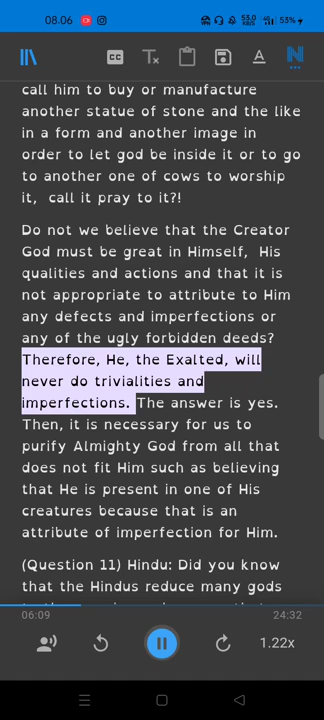 08.06 53.0 KB/S 4G 53%
CC T× A N
call him to buy or manufacture
another statue of stone and the like
in a form and another image in
order to let god be inside it or to go
to another one of cows to worship
it, call it pray to it?!
Do not we believe that the Creator
God must be great in Himself, His
qualities and actions and that it is
not appropriate to attribute to Him
any defects and imperfections or
any of the ugly forbidden deeds?
Therefore, He, the Exalted, will
never do trivialities and
imperfections. The answer is yes.
Then, it is necessary for us to
purify Almighty God from all that
does not fit Him such as believing
that He is present in one of His
creatures because that is an
attribute of imperfection for Him.
(Question 11) Hindu: Did you know
that the Hindus reduce many gods
06:09 24:32
1.22x